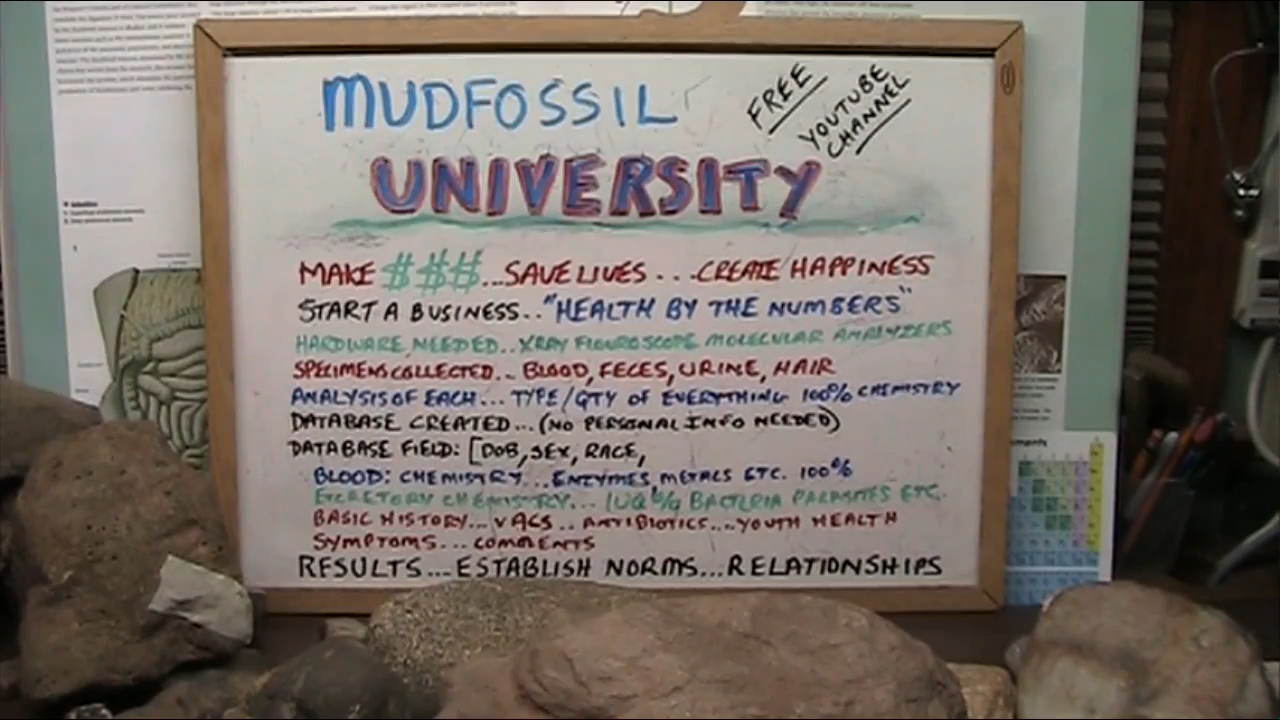 MUDFOSSIL
UNIVERSITY
FREE
YOUTUBE
CHANNEL
MAKE $$$...SAVE LIVES...CREATE HAPPINESS
START A BUSINESS.."HEALTH BY THE NUMBERS"
HARDWARE NEEDED..XRAY FLOUROSCOPE MOLECULAR ANALYZERS
SPECIMENS COLLECTED... BLOOD, FECES, URINE, HAIR
ANALYSIS OF EACH... TYPE/QTY OF EVERYTHING 100% CHEMISTRY
DATABASE CREATED...(NO PERSONAL INFO NEEDED)
DATABASE FIELD: [DOB, SEX, RACE,
BLOOD: CHEMISTRY...ENZYMES, METALS ETC. 100%
EXCRETORY CHEMISTRY... 100% BACTERIA PARASITES ETC.
BASIC HISTORY...VACS..ANTIBIOTICS...YOUTH HEALTH
SYMPTOMS...COMMENTS
RESULTS...ESTABLISH NORMS...RELATIONSHIPS